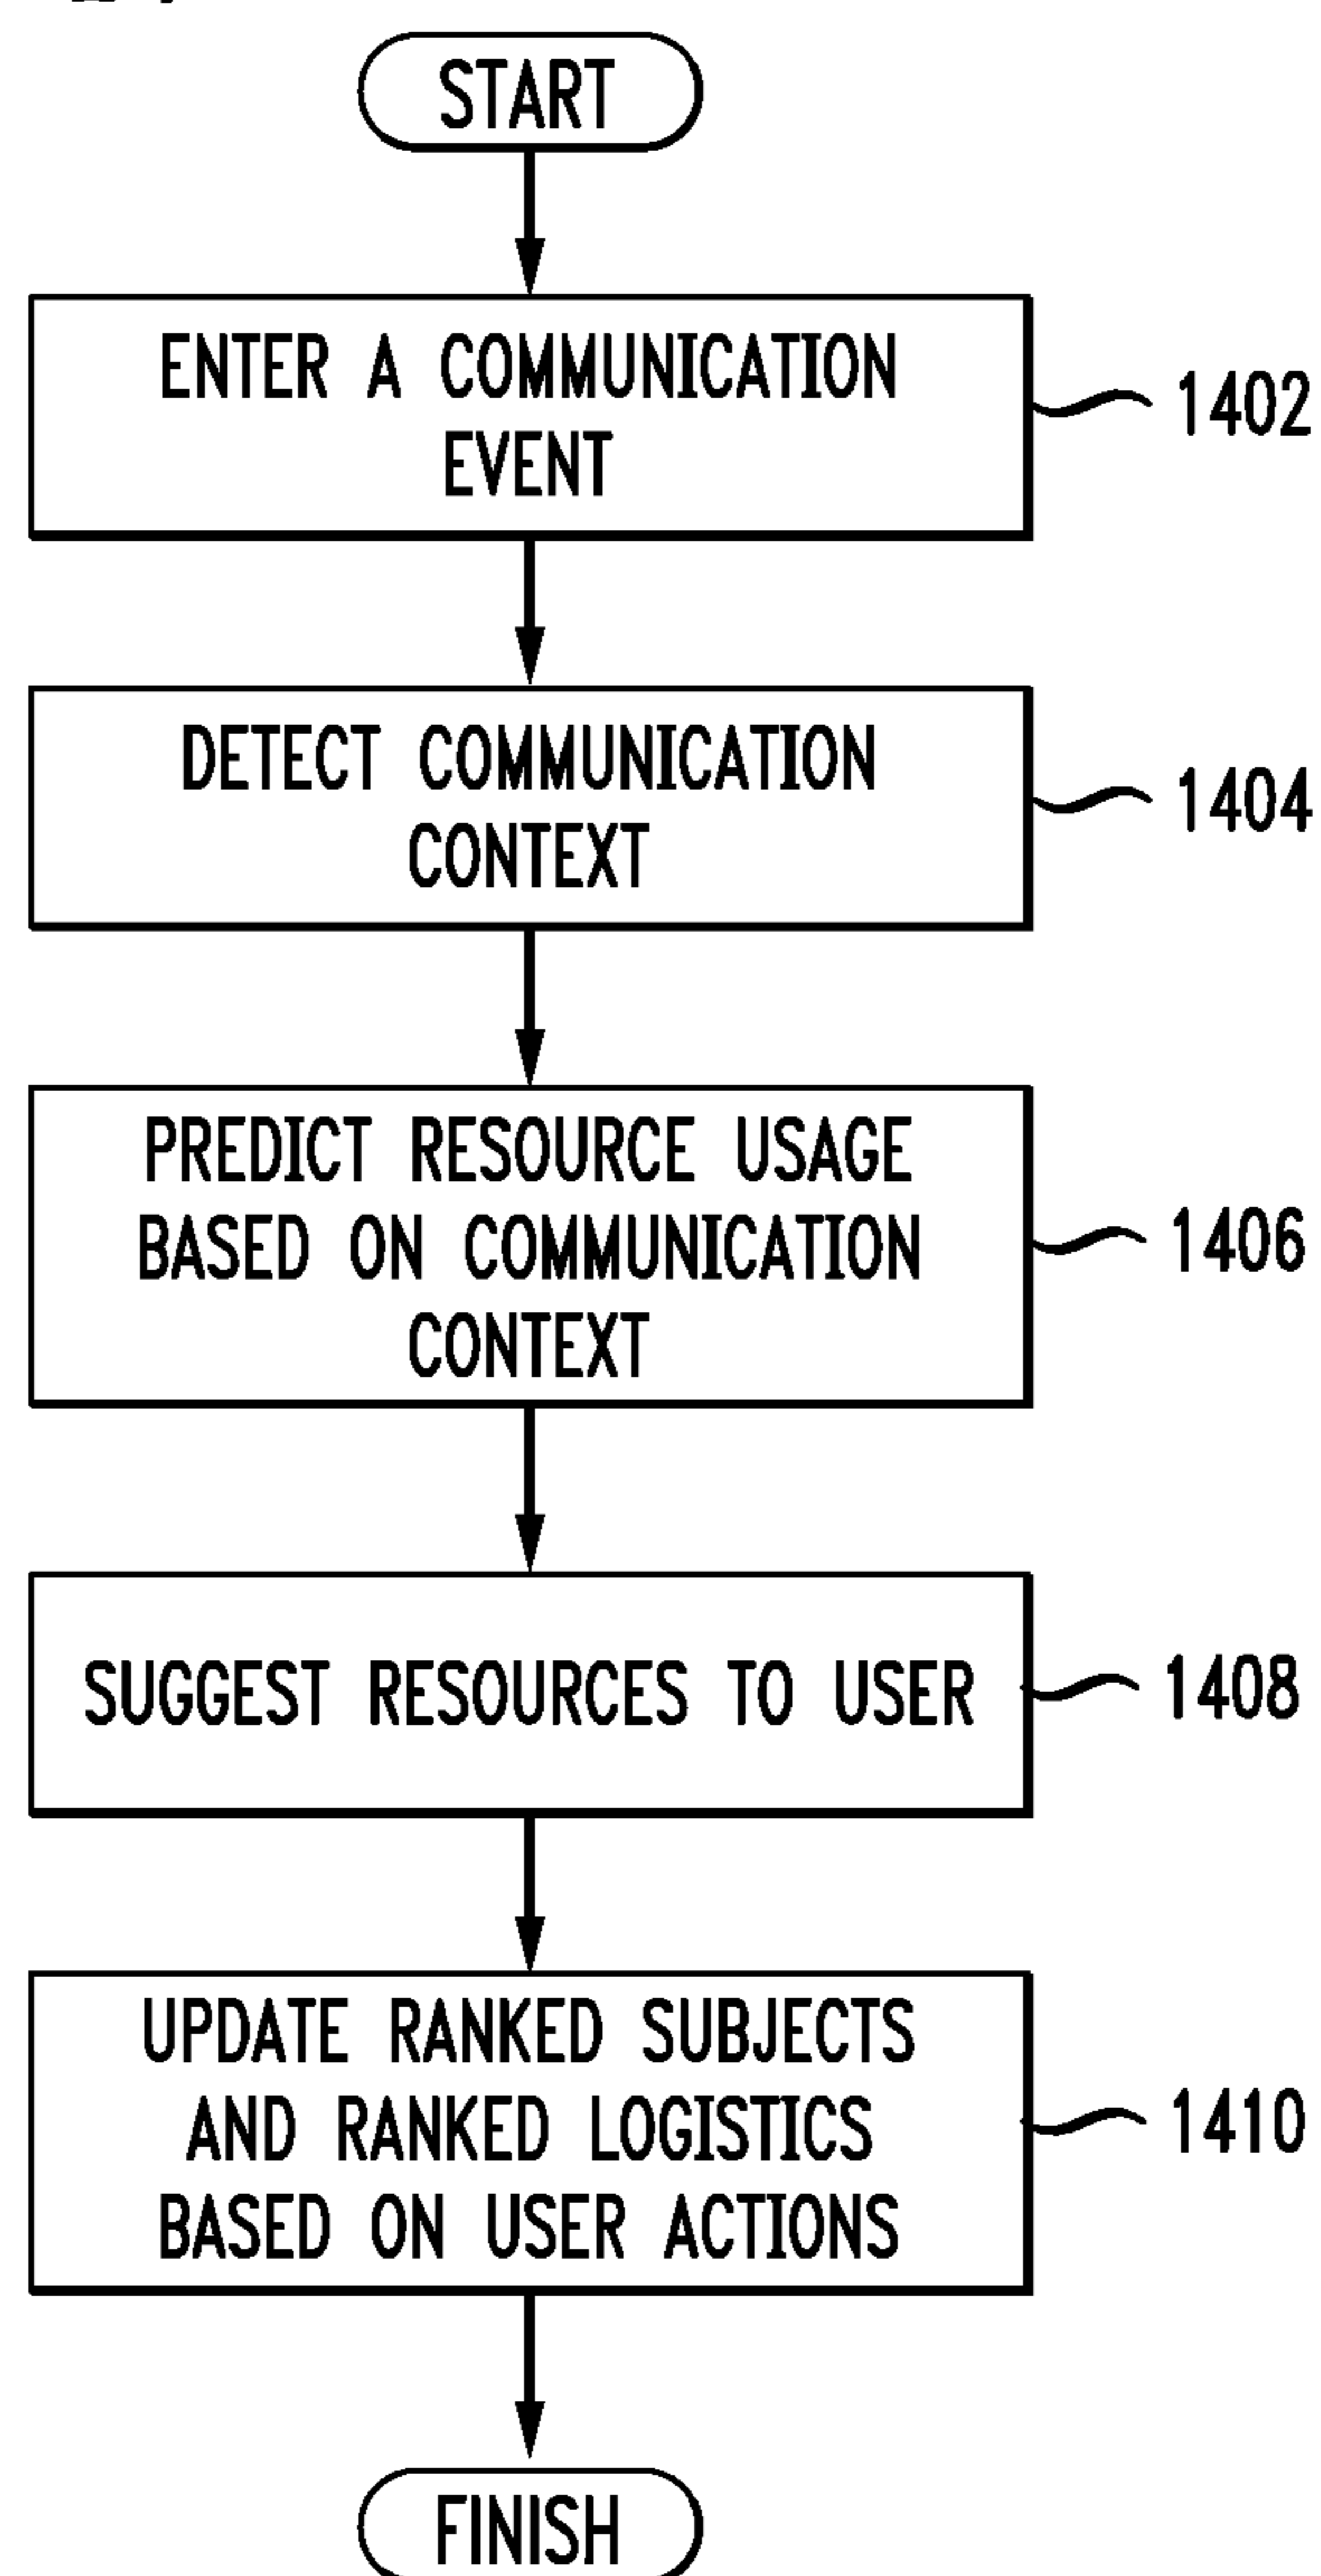 START
ENTER A COMMUNICATION
EVENT
1402
DETECT COMMUNICATION
CONTEXT
1404
PREDICT RESOURCE USAGE
BASED ON COMMUNICATION
CONTEXT
1406
SUGGEST RESOURCES TO USER
1408
UPDATE RANKED SUBJECTS
AND RANKED LOGISTICS
BASED ON USER ACTIONS
1410
FINISH